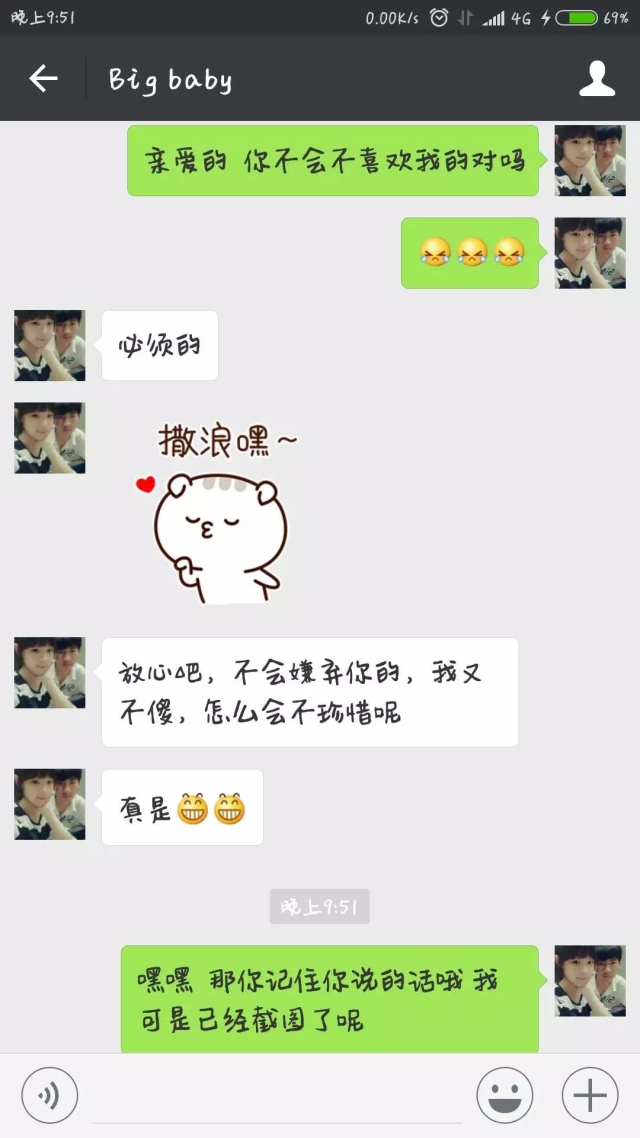 晚上9:51 0.00K/s 4G 69%
Big baby
亲爱的 你不会不喜欢我的对吗
必须的
撒浪嘿~
放心吧，不会嫌弃你的，我又
不傻，怎么会不珍惜呢
真是
晚上9:51
嘿嘿 那你记住你说的话哦 我
可是已经截图了呢